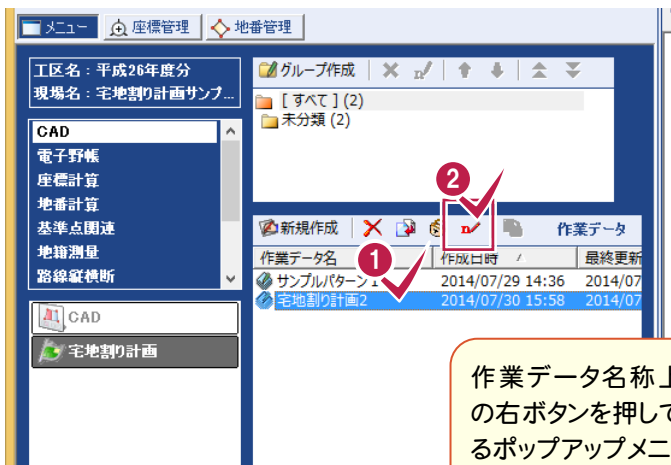 メニュー 座標管理 地番管理
工区名：平成26年度分
現場名：宅地割り計画サンプ...
グループ作成
[ すべて ] (2)
未分類 (2)
CAD
電子野帳
座標計算
地番計算
基準点関連
地籍測量
路線縦横断
CAD
宅地割り計画
2
新規作成 作業データ
1
作業データ名 作成日時 最終更新
サンプルパターン1 2014/07/29 14:36 2014/07
宅地割り計画2 2014/07/30 15:58 2014/07
作業データ名称上
の右ボタンを押して
るポップアップメニ